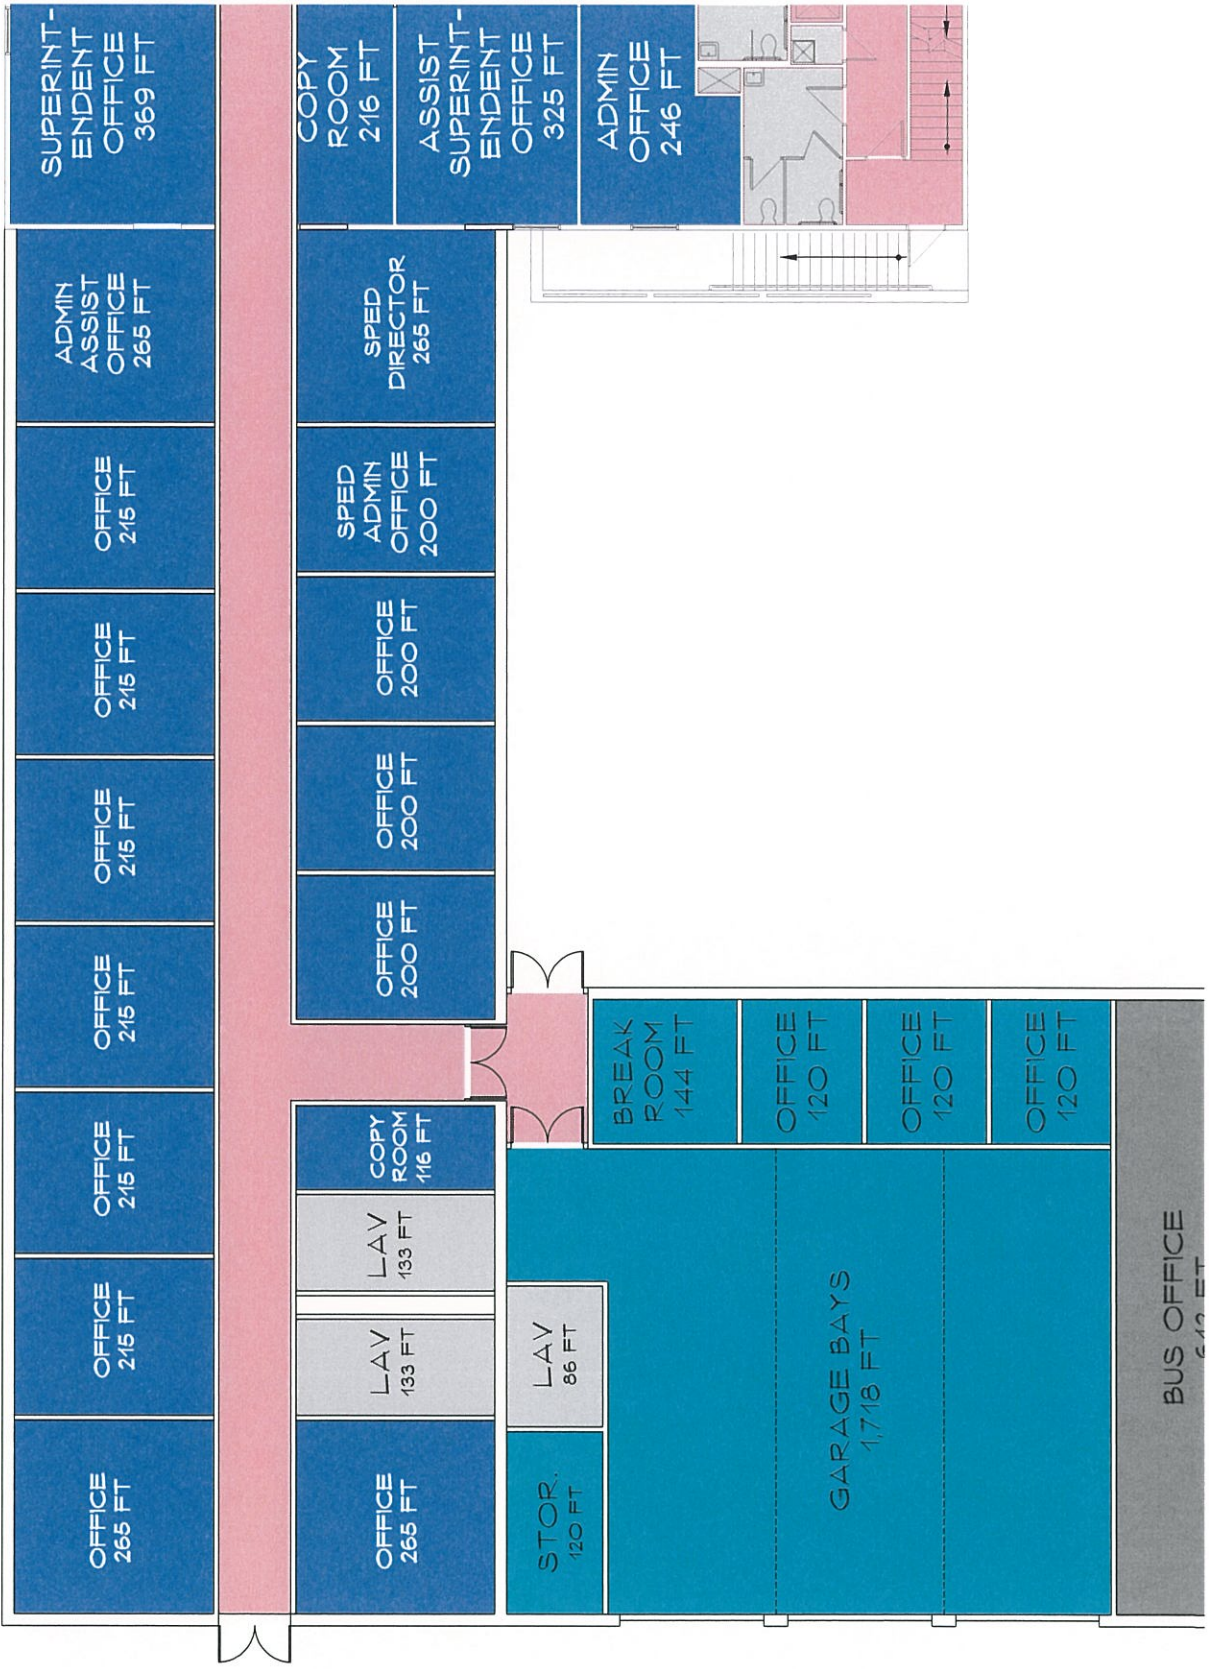 SUPERINT-
ENDENT
OFFICE
369 FT
COPY
ROOM
216 FT
ASSIST
SUPERINT-
ENDENT
OFFICE
325 FT
ADMIN
OFFICE
246 FT
ADMIN
ASSIST
OFFICE
265 FT
SPED
DIRECTOR
265 FT
OFFICE
215 FT
SPED
ADMIN
OFFICE
200 FT
OFFICE
215 FT
OFFICE
200 FT
OFFICE
215 FT
OFFICE
200 FT
OFFICE
215 FT
OFFICE
200 FT
OFFICE
215 FT
OFFICE
215 FT
OFFICE
265 FT
COPY
ROOM
116 FT
LAV
133 FT
LAV
133 FT
OFFICE
265 FT
BREAK
ROOM
144 FT
OFFICE
120 FT
OFFICE
120 FT
OFFICE
120 FT
LAV
86 FT
STOR.
120 FT
GARAGE BAYS
1,718 FT
BUS OFFICE